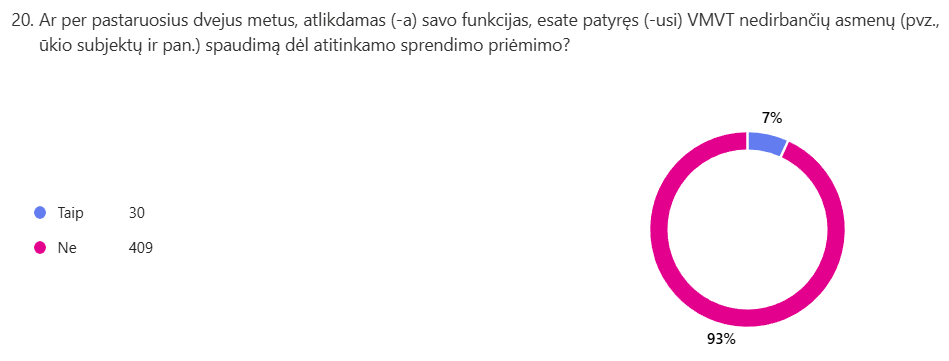 20. Ar per pastaruosius dvejus metus, atlikdamas (-a) savo funkcijas, esate patyręs (-usi) VMVT nedirbančių asmenų (pvz.,
ūkio subjektų ir pan.) spaudimą dėl atitinkamo sprendimo priėmimo?
7%
Taip 30
Ne 409
93%